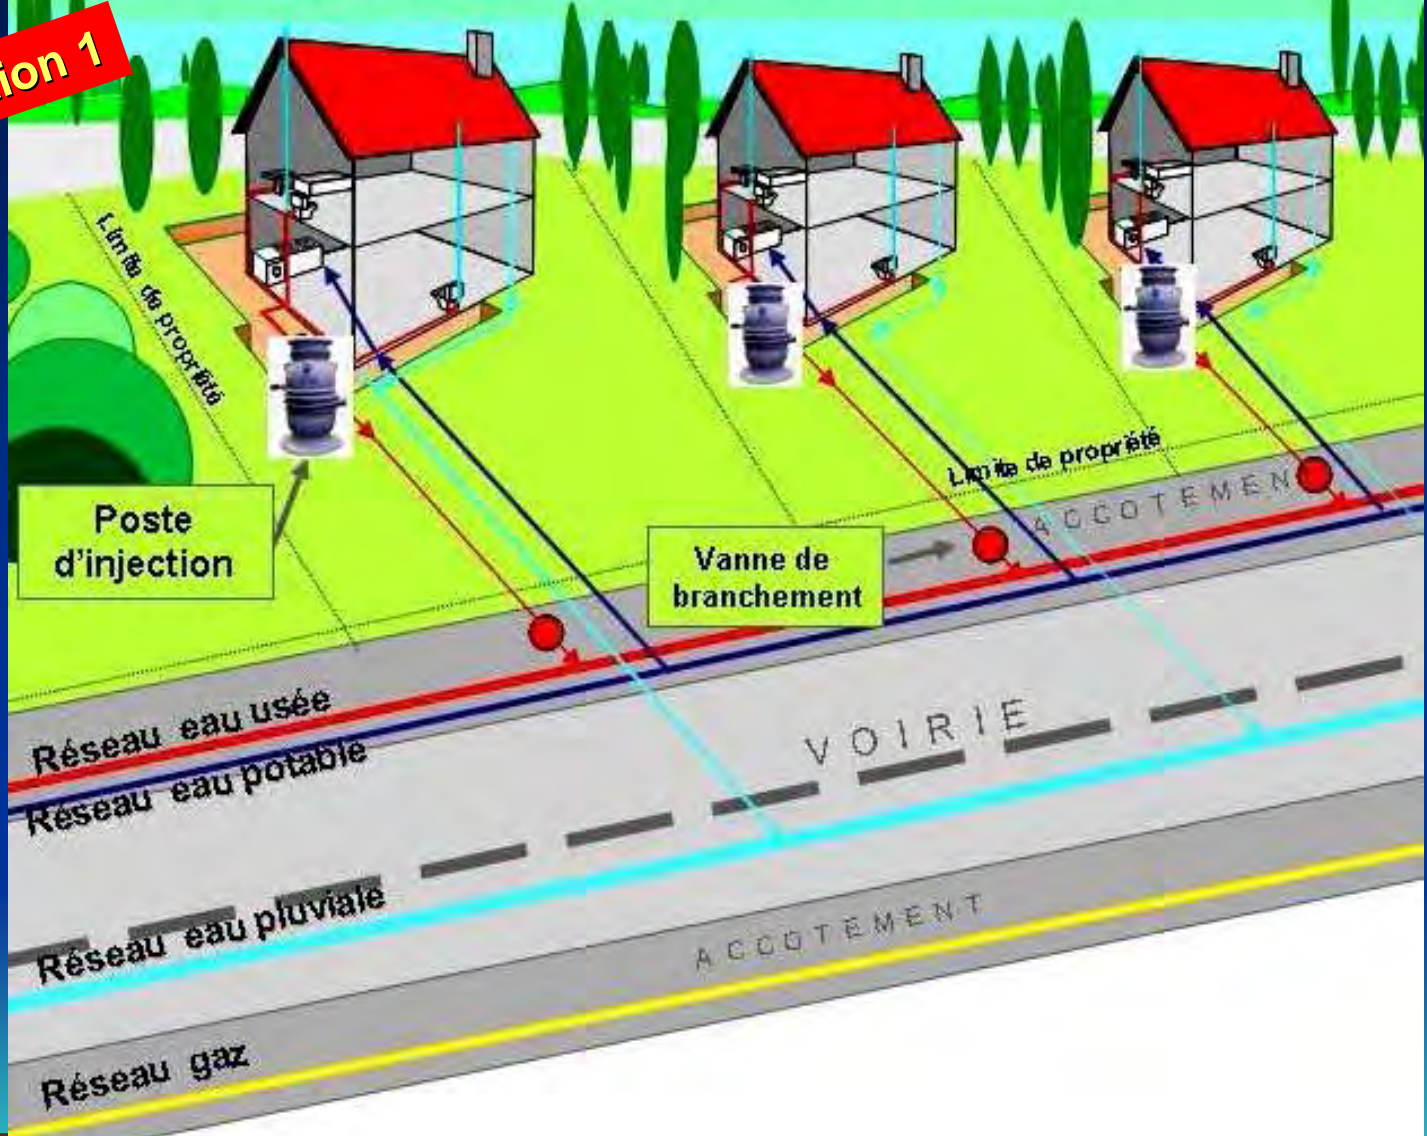 ion 1
Limite de propriété
Poste
d'injection
Limite de propriété
ACCOTEMEN
Vanne de
branchement
Réseau eau usée
VOIRIE
Réseau eau potable
Réseau eau pluviale
ACCOTEMENT
Réseau gaz